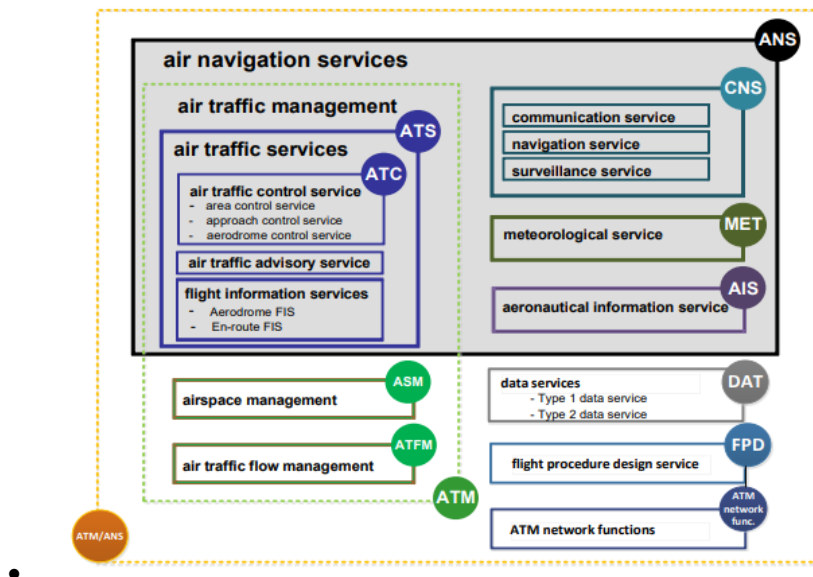 ANS
air navigation services
CNS
air traffic management
communication service
ATS
navigation service
air traffic services
surveillance service
ATC
air traffic control service
- area control service
- approach control service
- aerodrome control service
MET
meteorological service
air traffic advisory service
flight information services
- Aerodrome FIS
- En-route FIS
AIS
aeronautical information service
ASM
airspace management
DAT
data services
- Type 1 data service
- Type 2 data service
ATFM
air traffic flow management
FPD
flight procedure design service
ATM
ATM
network
func.
ATM network functions
ATM/ANS